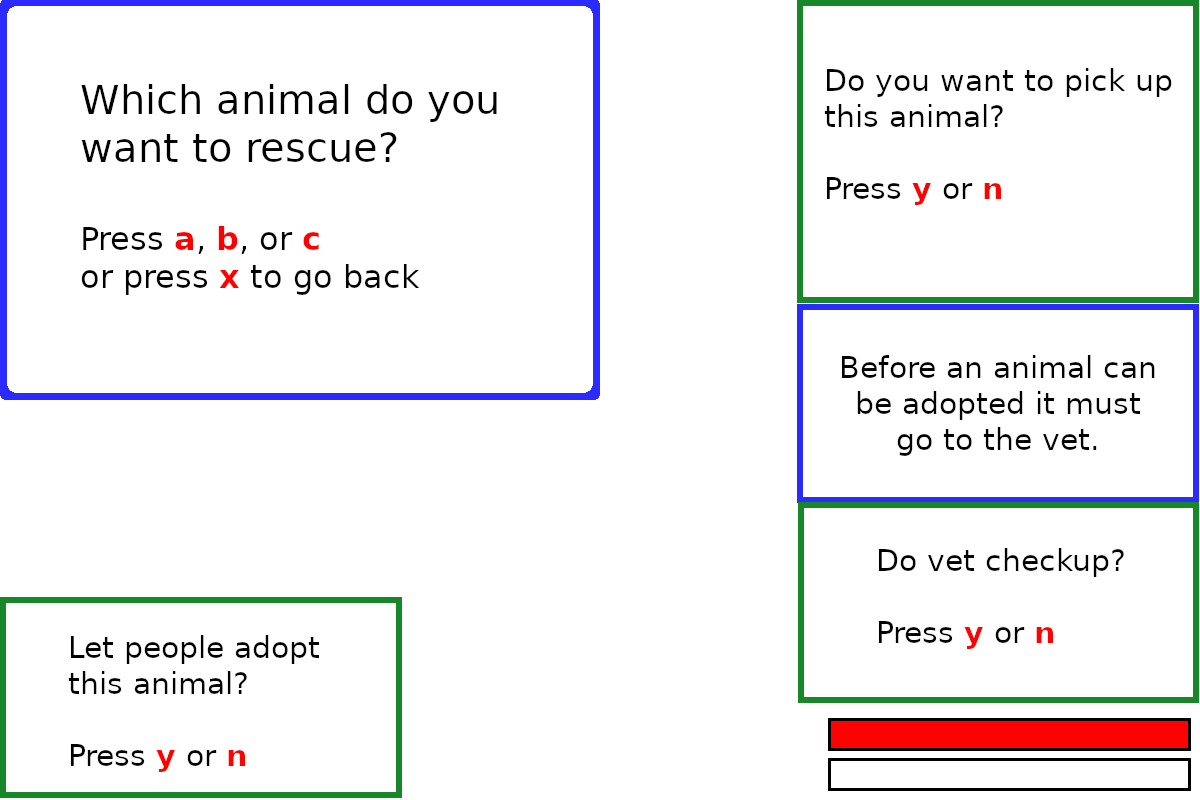 Which animal do you
want to rescue?
Press a, b, or c
or press x to go back
Do you want to pick up
this animal?
Press y or n
Before an animal can
be adopted it must
go to the vet.
Do vet checkup?
Press y or n
Let people adopt
this animal?
Press y or n